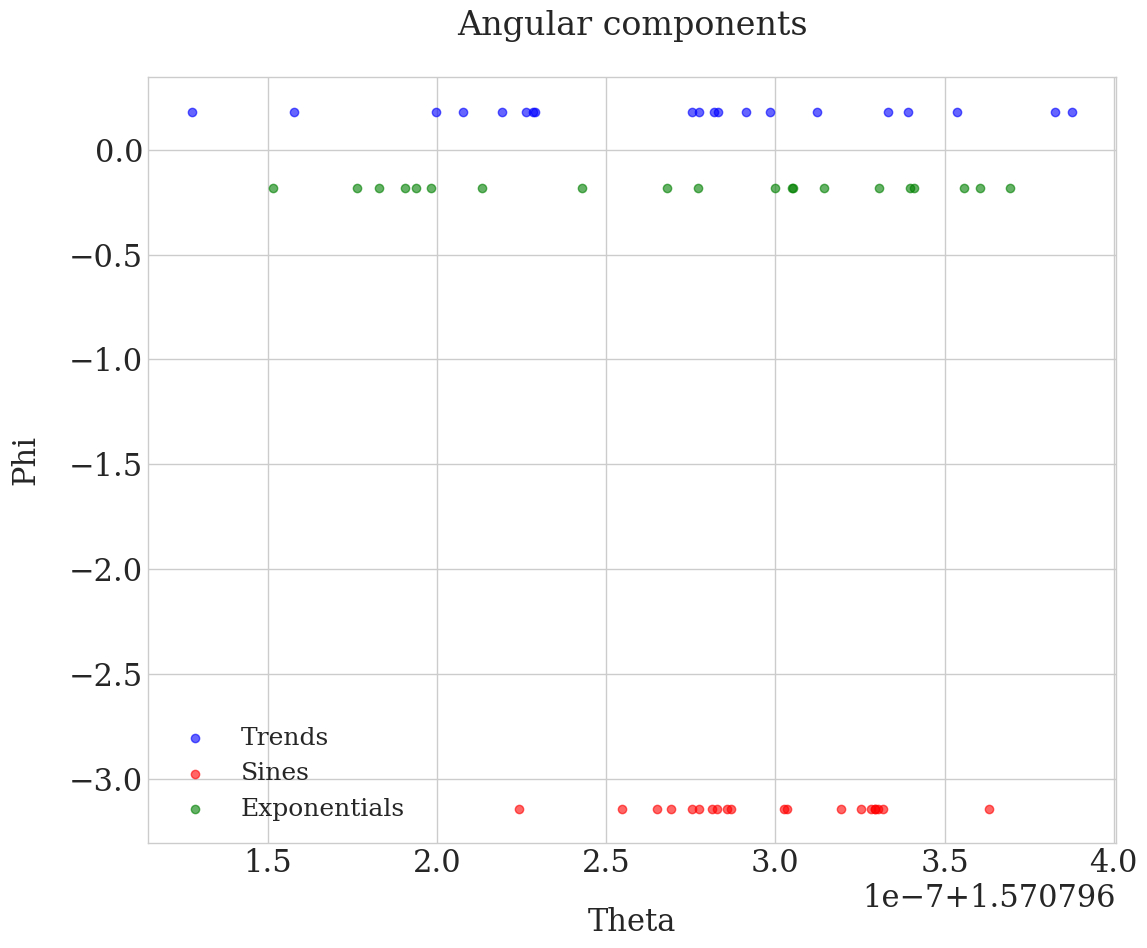 Angular components
Phi
0.0
−0.5
−1.0
−1.5
−2.0
−2.5
−3.0
Trends
Sines
Exponentials
1.5 2.0 2.5 3.0 3.5 4.0
1e−7+1.570796
Theta